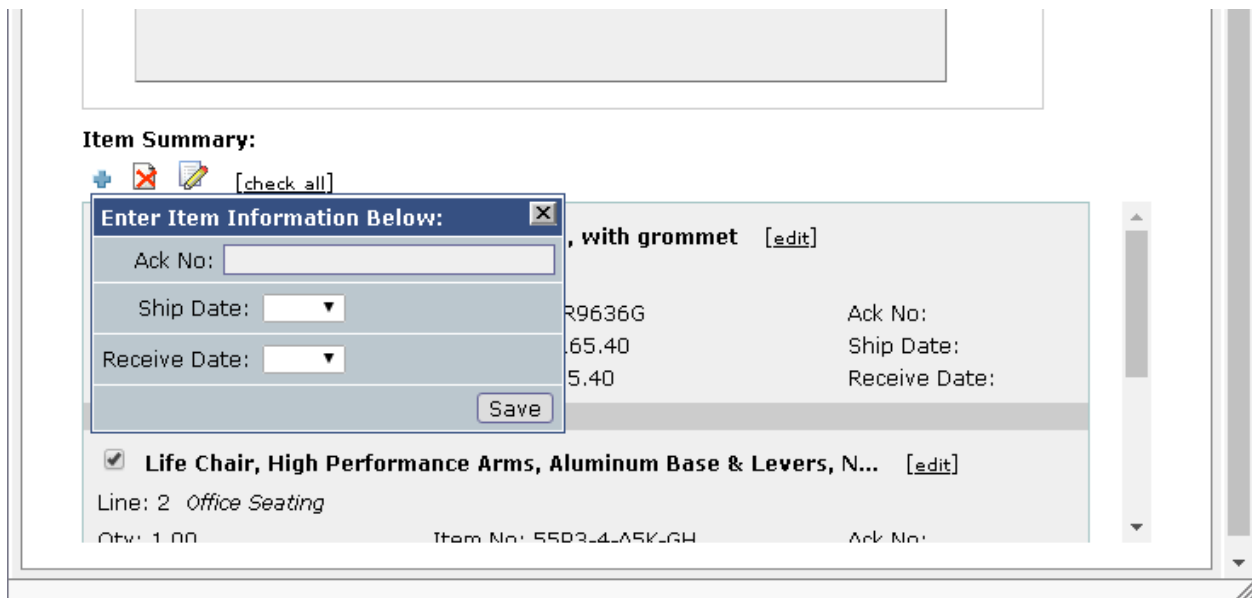 Item Summary:
[check all]
Enter Item Information Below:
, with grommet [edit]
Ack No:
R9636G Ack No:
Ship Date:
65.40 Ship Date:
Receive Date:
5.40 Receive Date:
Save
Life Chair, High Performance Arms, Aluminum Base & Levers, N... [edit]
Line: 2 Office Seating
Qty: 1.00 Item No: 55R3-4-A5K-GH Ack No: